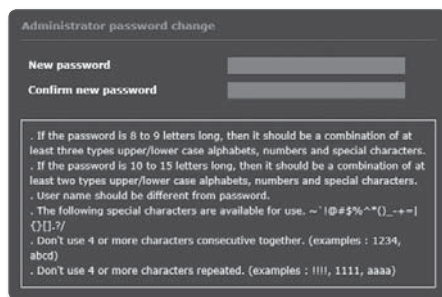 Administrator password change
New password
Confirm new password
. If the password is 8 to 9 letters long, then it should be a combination of at
least three types upper/lower case alphabets, numbers and special characters.
. If the password is 10 to 15 letters long, then it should be a combination of at
least two types upper/lower case alphabets, numbers and special characters.
. User name should be different from password.
. The following special characters are available for use. ~`!@#$%^*()_-+=|
{}[].?/
. Don't use 4 or more characters consecutive together. (examples : 1234,
abcd)
. Don't use 4 or more characters repeated. (examples : !!!!, 1111, aaaa)